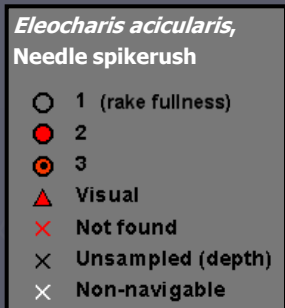 Eleocharis acicularis,
Needle spikerush
1 (rake fullness)
2
3
Visual
Not found
Unsampled (depth)
Non-navigable